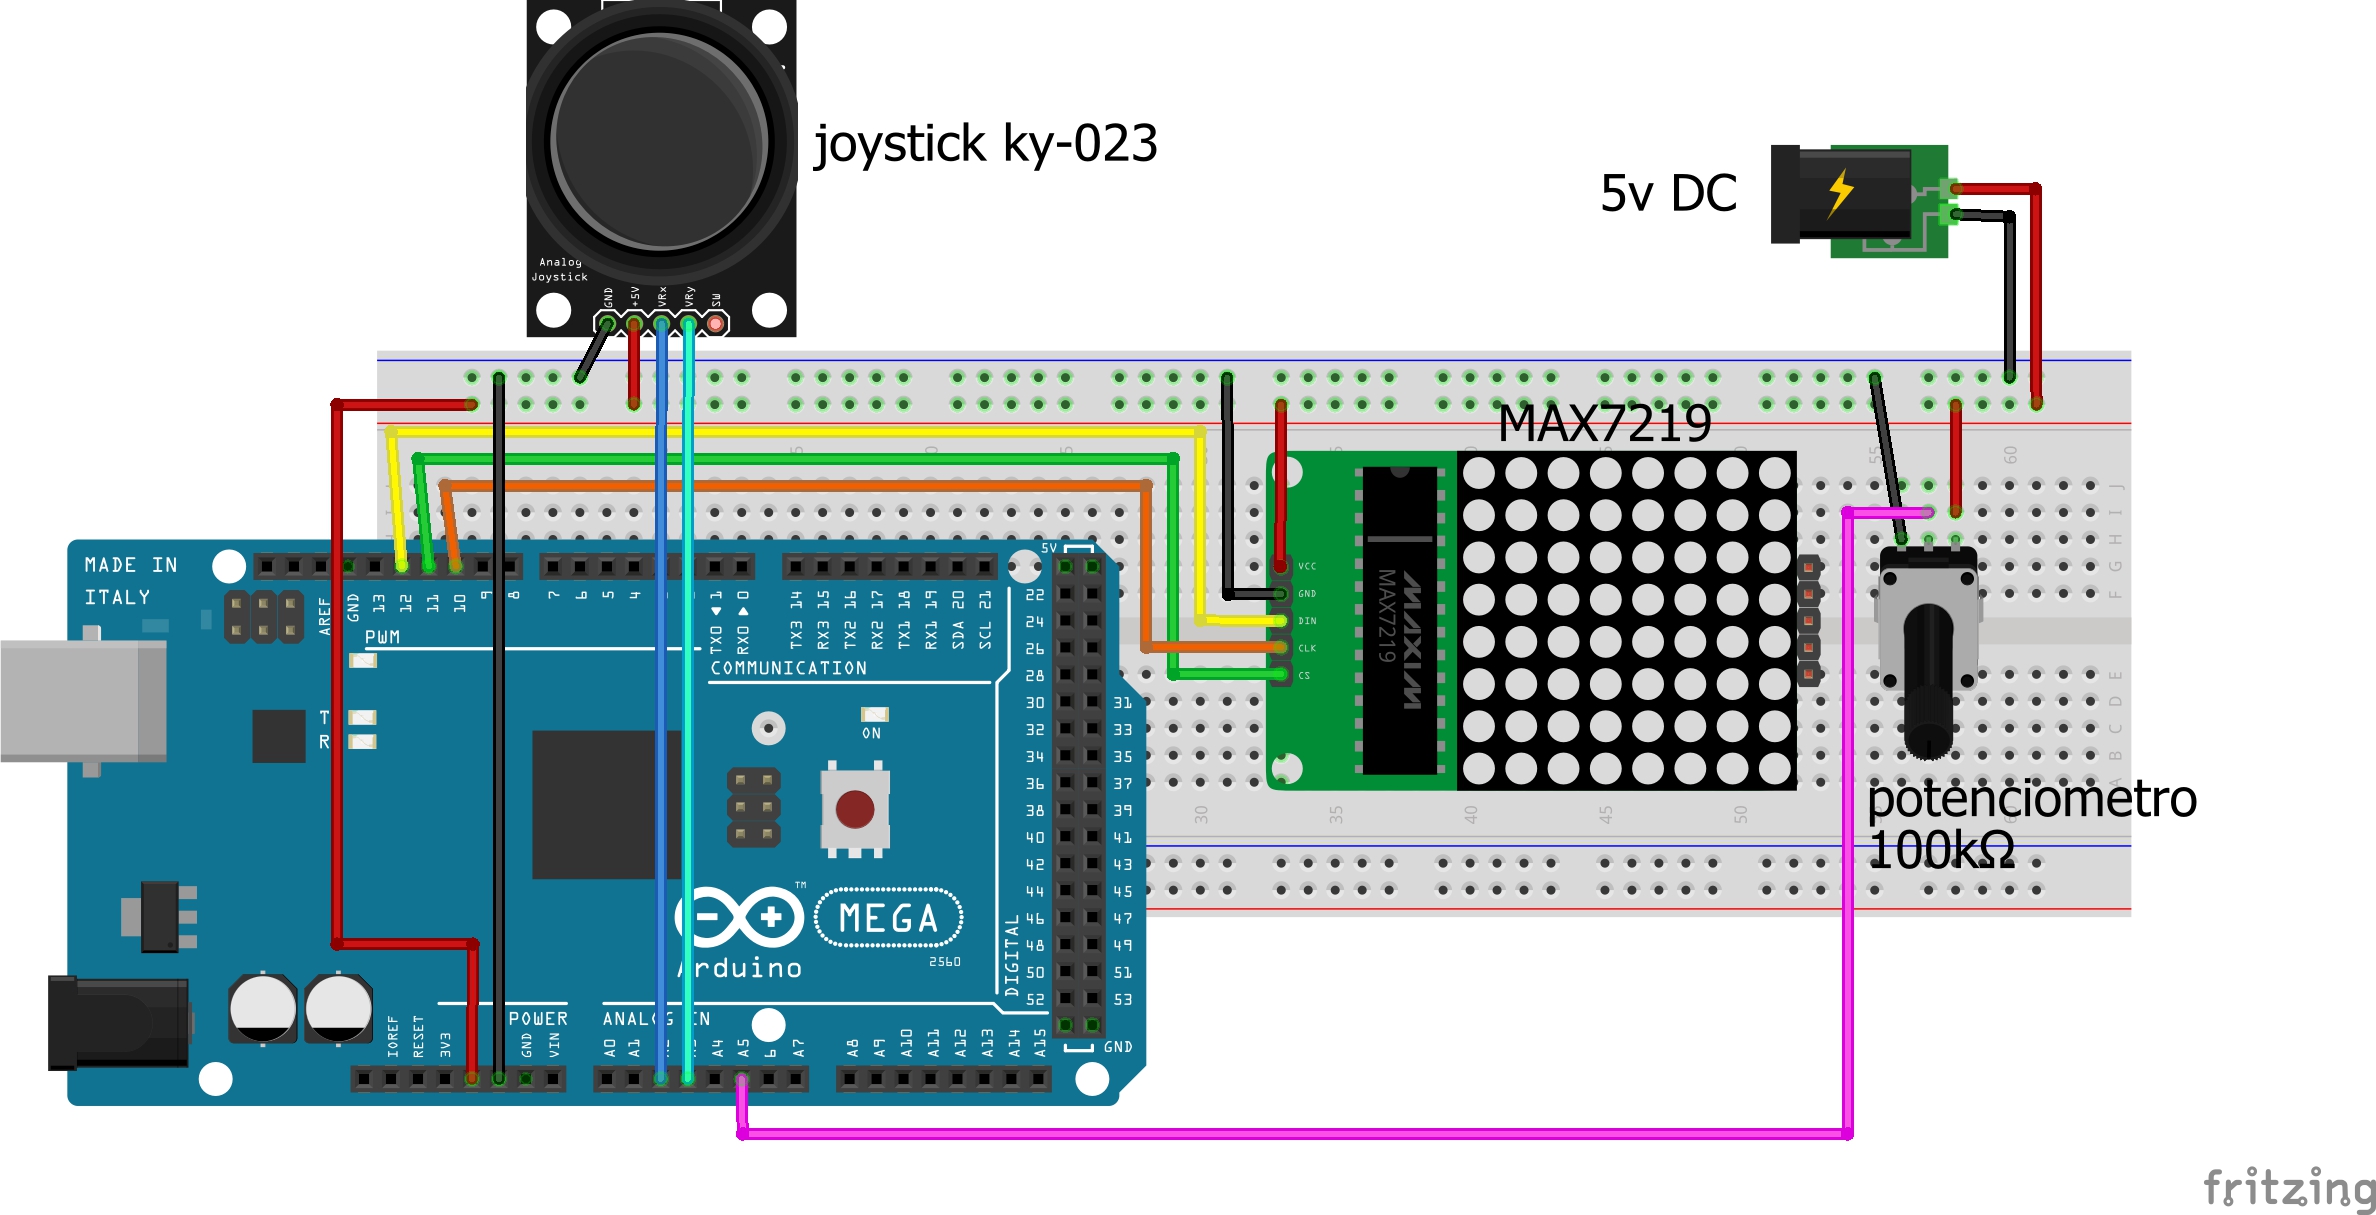 joystick ky-023
5v DC
Analog
Joystick
GND
+5V
VRx
VRy
SW
MAX7219
VCC
GND
DIN
CLK
CS
MAXIM
MAX7219
potenciometro
100kΩ
MADE IN
ITALY
AREF
GND
13
12
11
10
9
8
7
6
5
4
TX0 ◀ 1
RX0 ▶ 0
TX3 14
RX3 15
TX2 16
RX2 17
TX1 18
RX1 19
SDA 20
SCL 21
PWM
COMMUNICATION
5V
22
24
26
28
30 31
32 33
34 35
36 37
38 39
40 41
42 43
44 45
46 47
48 49
50 51
52 53
GND
DIGITAL
T
R
ON
MEGA
2560
Arduino
TM
POWER
ANALOG IN
IOREF
RESET
3V3
GND
VIN
A0
A1
A4
A5
6
A7
A8
A9
A10
A11
A12
A13
A14
A15
30
35
40
45
50
55
60
J
I
H
G
F
E
D
C
B
A
fritzing